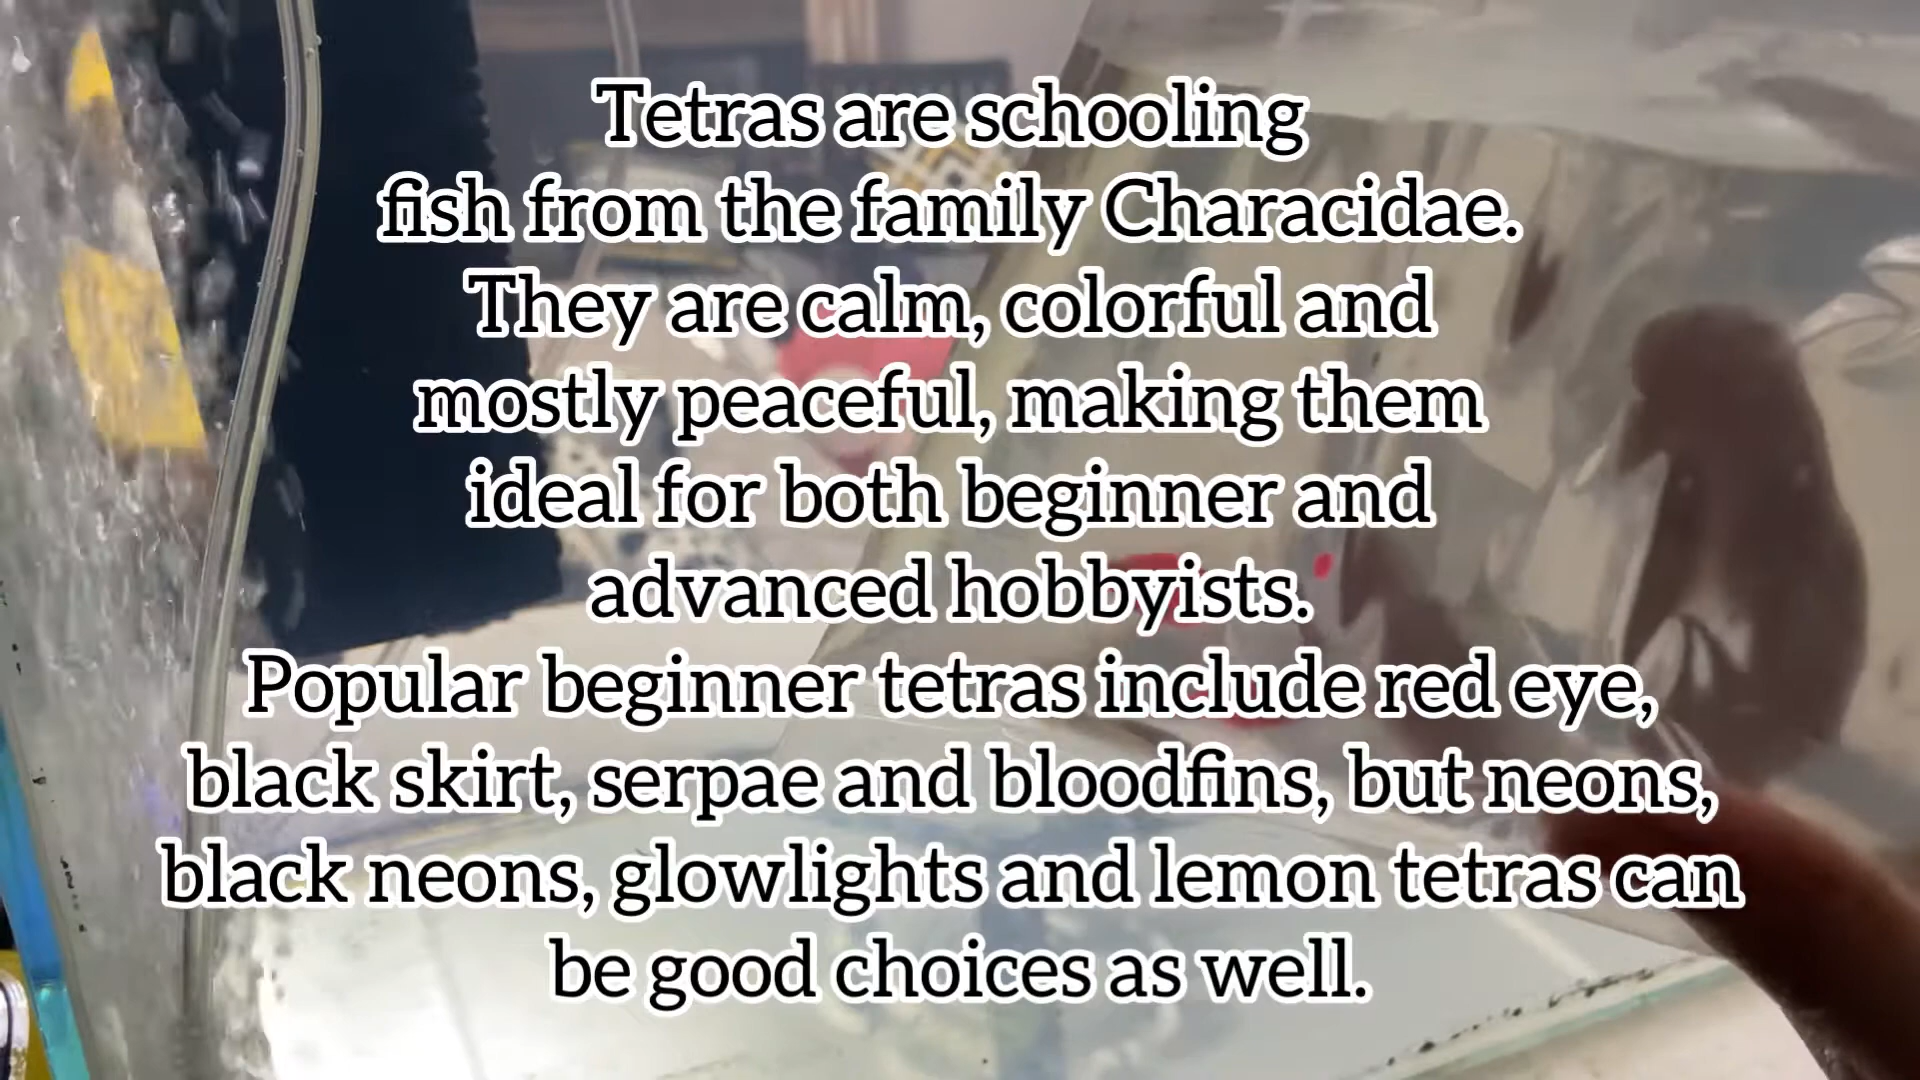 Tetras are schooling
fish from the family Characidae.
They are calm, colorful and
mostly peaceful, making them
ideal for both beginner and
advanced hobbyists.
Popular beginner tetras include red eye,
black skirt, serpae and bloodfins, but neons,
black neons, glowlights and lemon tetras can
be good choices as well.